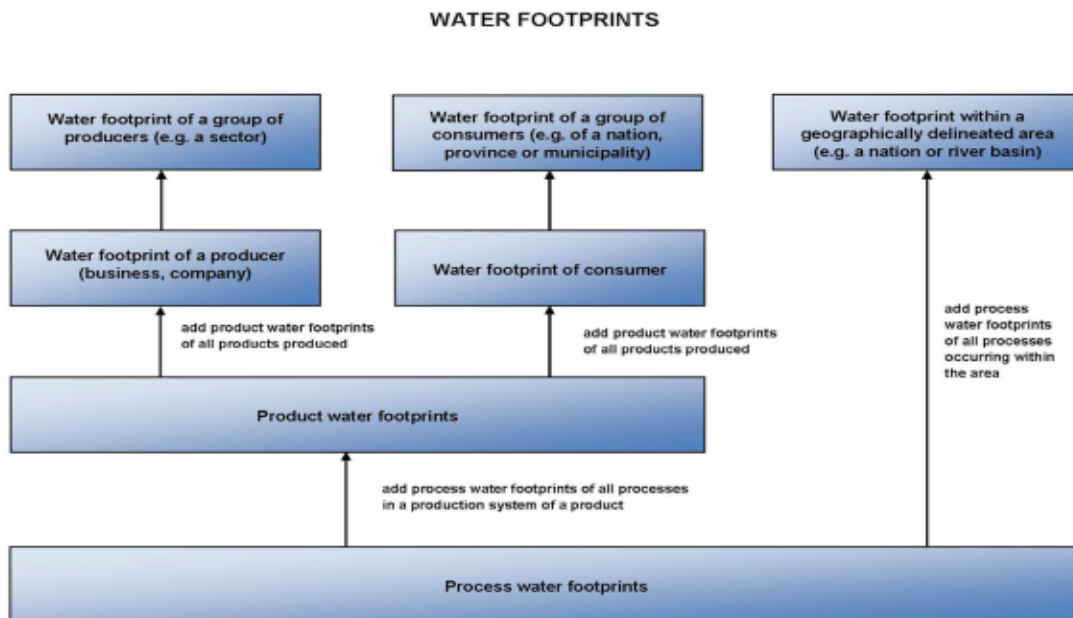 WATER FOOTPRINTS
Water footprint of a group of
producers (e.g. a sector)
Water footprint of a group of
consumers (e.g. of a nation,
province or municipality)
Water footprint within a
geographically delineated area
(e.g. a nation or river basin)
Water footprint of a producer
(business, company)
Water footprint of consumer
add product water footprints
of all products produced
add product water footprints
of all products produced
add process
water footprints
of all processes
occurring within
the area
Product water footprints
add process water footprints of all processes
in a production system of a product
Process water footprints